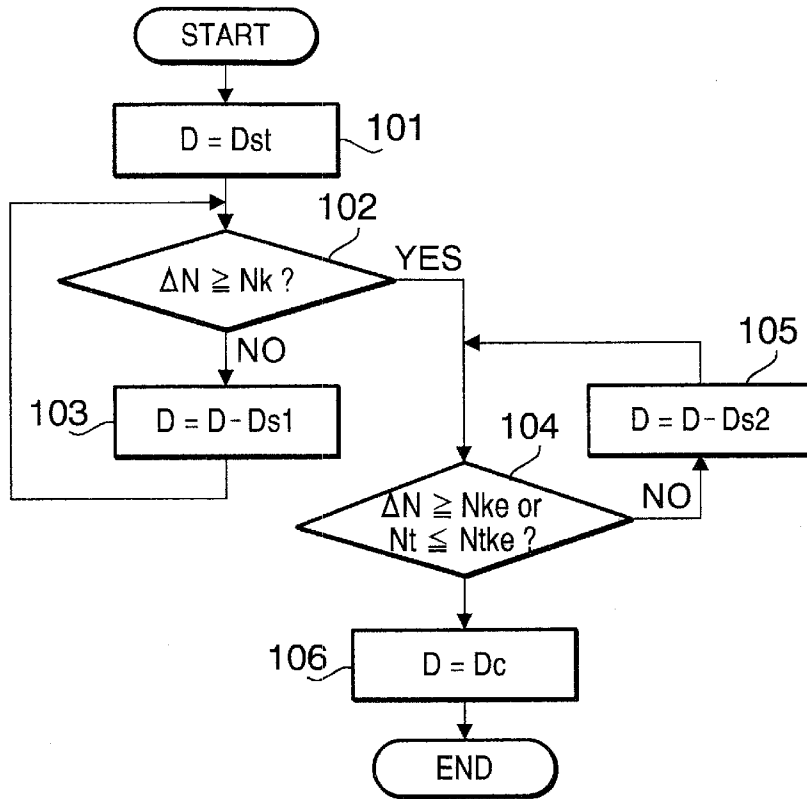 START
D = Dst
101
102
ΔN ≧ Nk ?
YES
NO
103
D = D - Ds1
105
D = D - Ds2
104
ΔN ≧ Nke or
Nt ≦ Ntke ?
NO
106
D = Dc
END